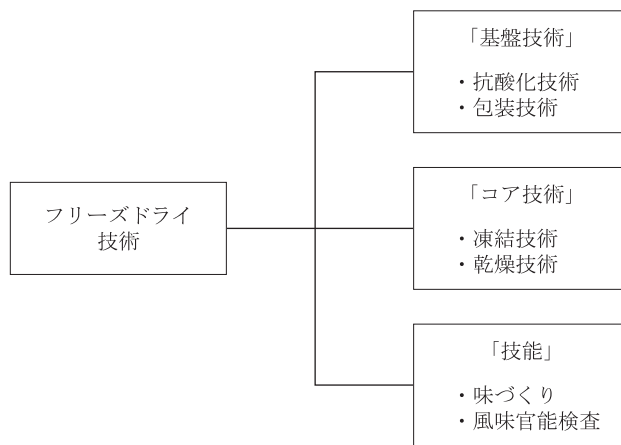 フリーズドライ
技術
「基盤技術」
・抗酸化技術
・包装技術
「コア技術」
・凍結技術
・乾燥技術
「技能」
・味づくり
・風味官能検査